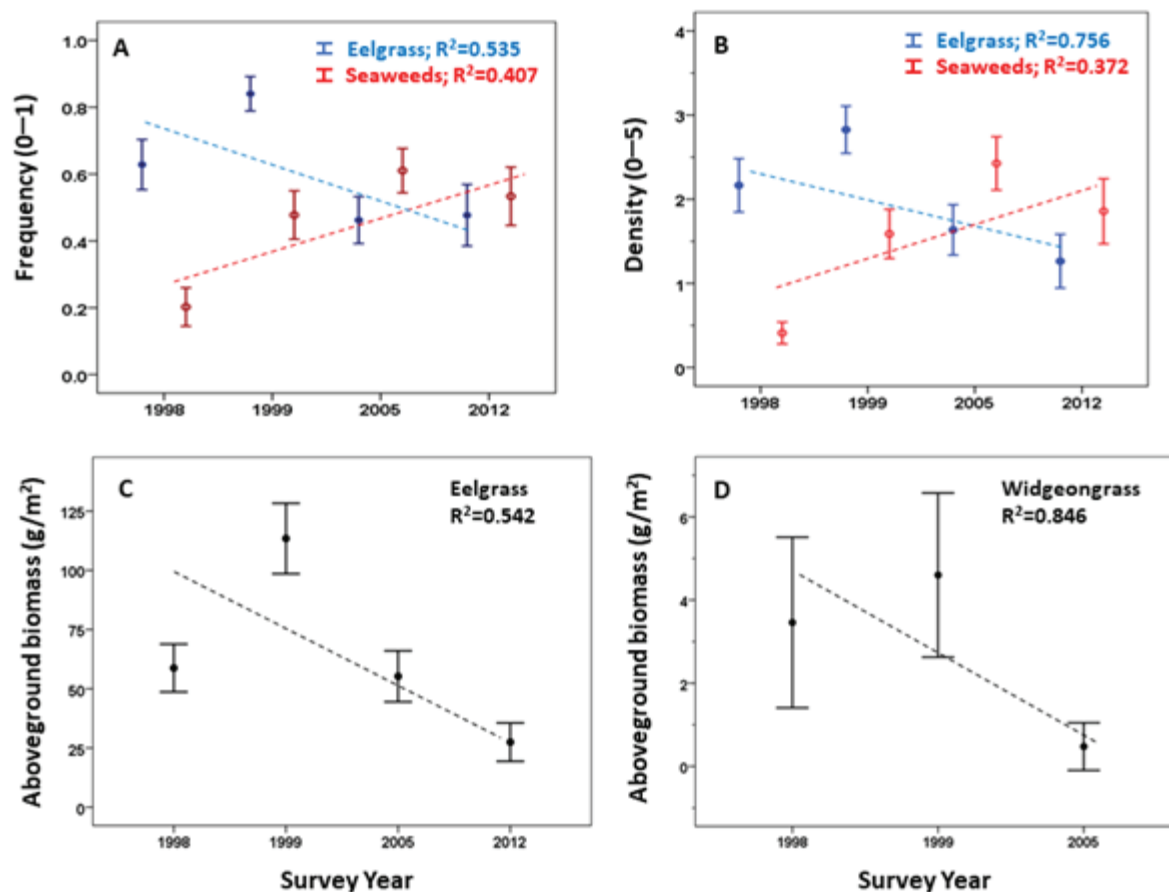 A
Eelgrass; R²=0.535
Seaweeds; R²=0.407
Frequency (0—1)
1.0
0.8
0.6
0.4
0.2
0.0
1998 1999 2005 2012
B
Eelgrass; R²=0.756
Seaweeds; R²=0.372
Density (0—5)
4
3
2
1
0
1998 1999 2005 2012
C
Eelgrass
R²=0.542
Aboveground biomass (g/m²)
125
100
75
50
25
0
1998 1999 2005 2012
Survey Year
D
Widgeongrass
R²=0.846
Aboveground biomass (g/m²)
6
4
2
0
1998 1999 2005
Survey Year